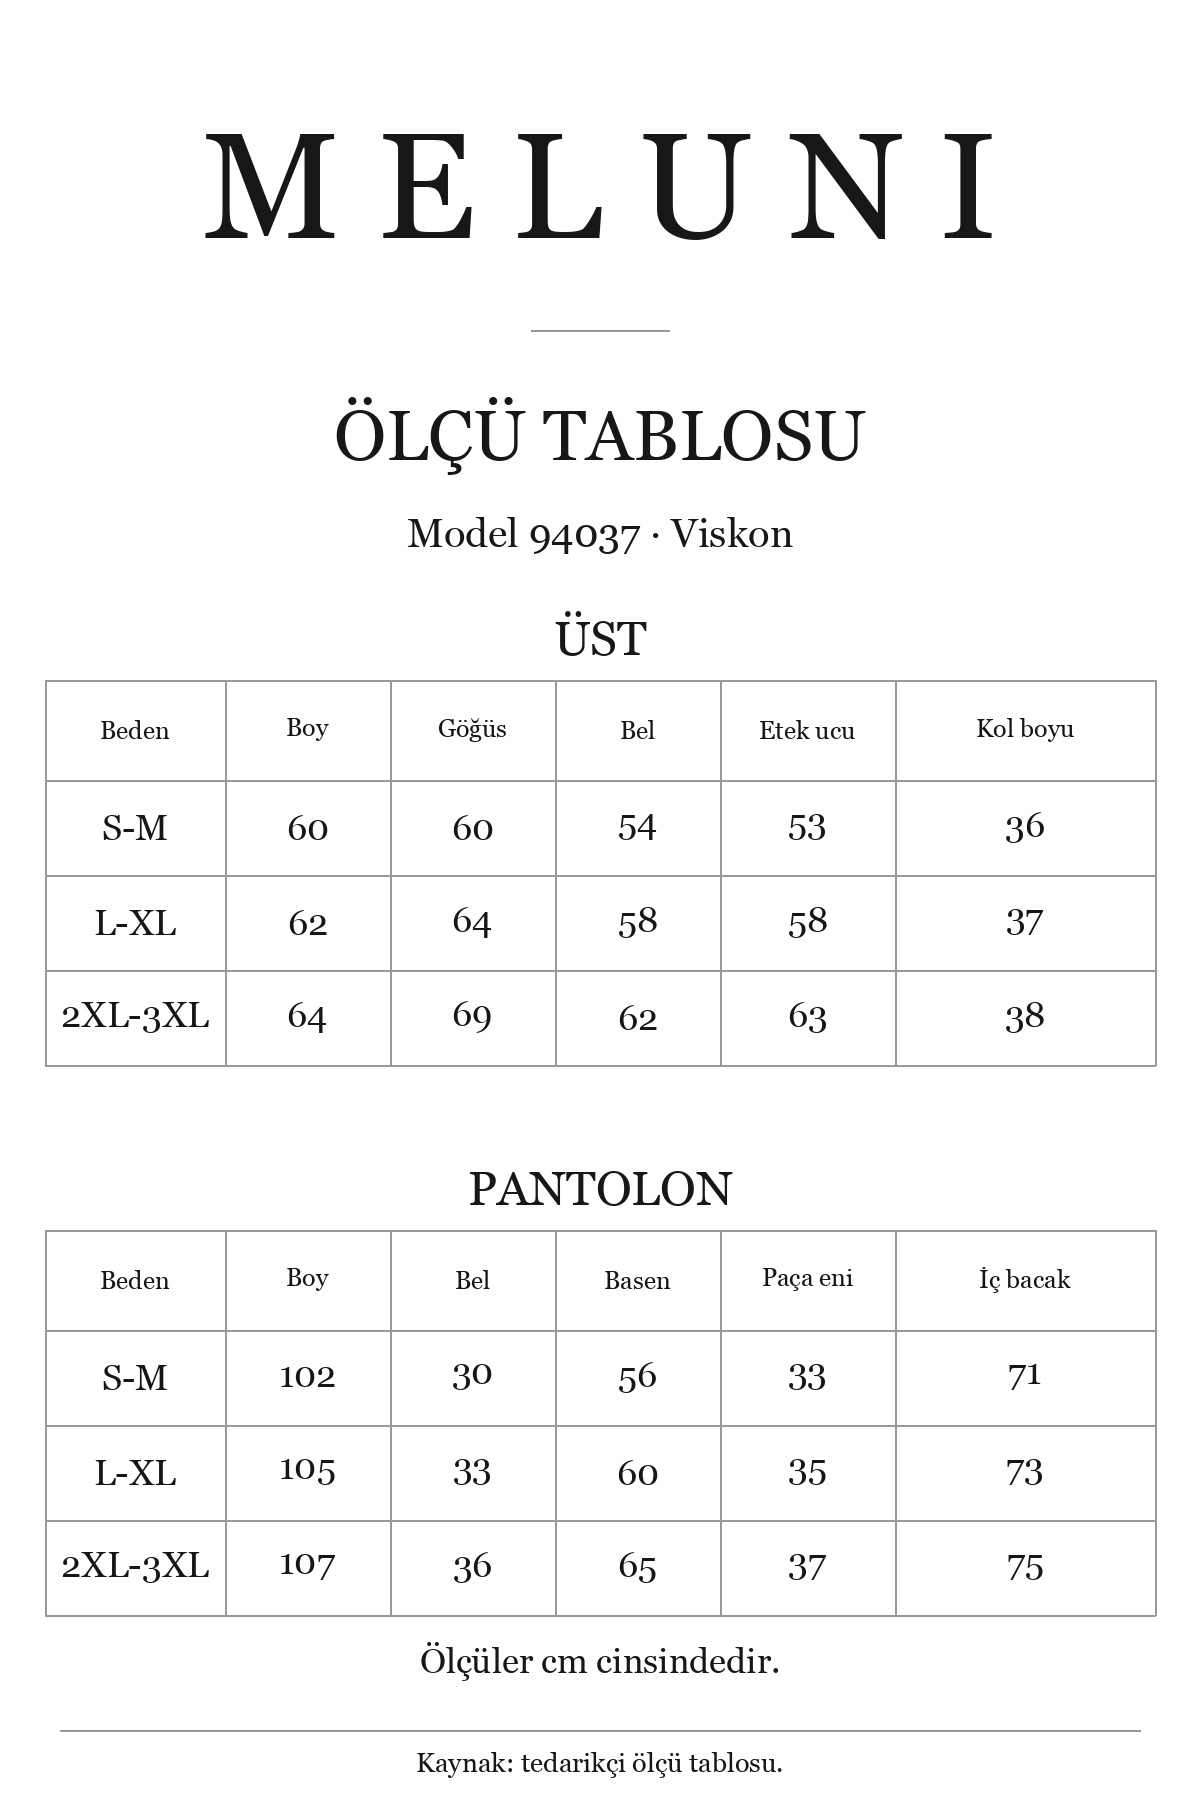 MELUNI
ÖLÇÜ TABLOSU
Model 94037 · Viskon
ÜST
Beden Boy Göğüs Bel Etek ucu Kol boyu
S-M 60 60 54 53 36
L-XL 62 64 58 58 37
2XL-3XL 64 69 62 63 38
PANTOLON
Beden Boy Bel Basen Paça eni İç bacak
S-M 102 30 56 33 71
L-XL 105 33 60 35 73
2XL-3XL 107 36 65 37 75
Ölçüler cm cinsindedir.
Kaynak: tedarikçi ölçü tablosu.